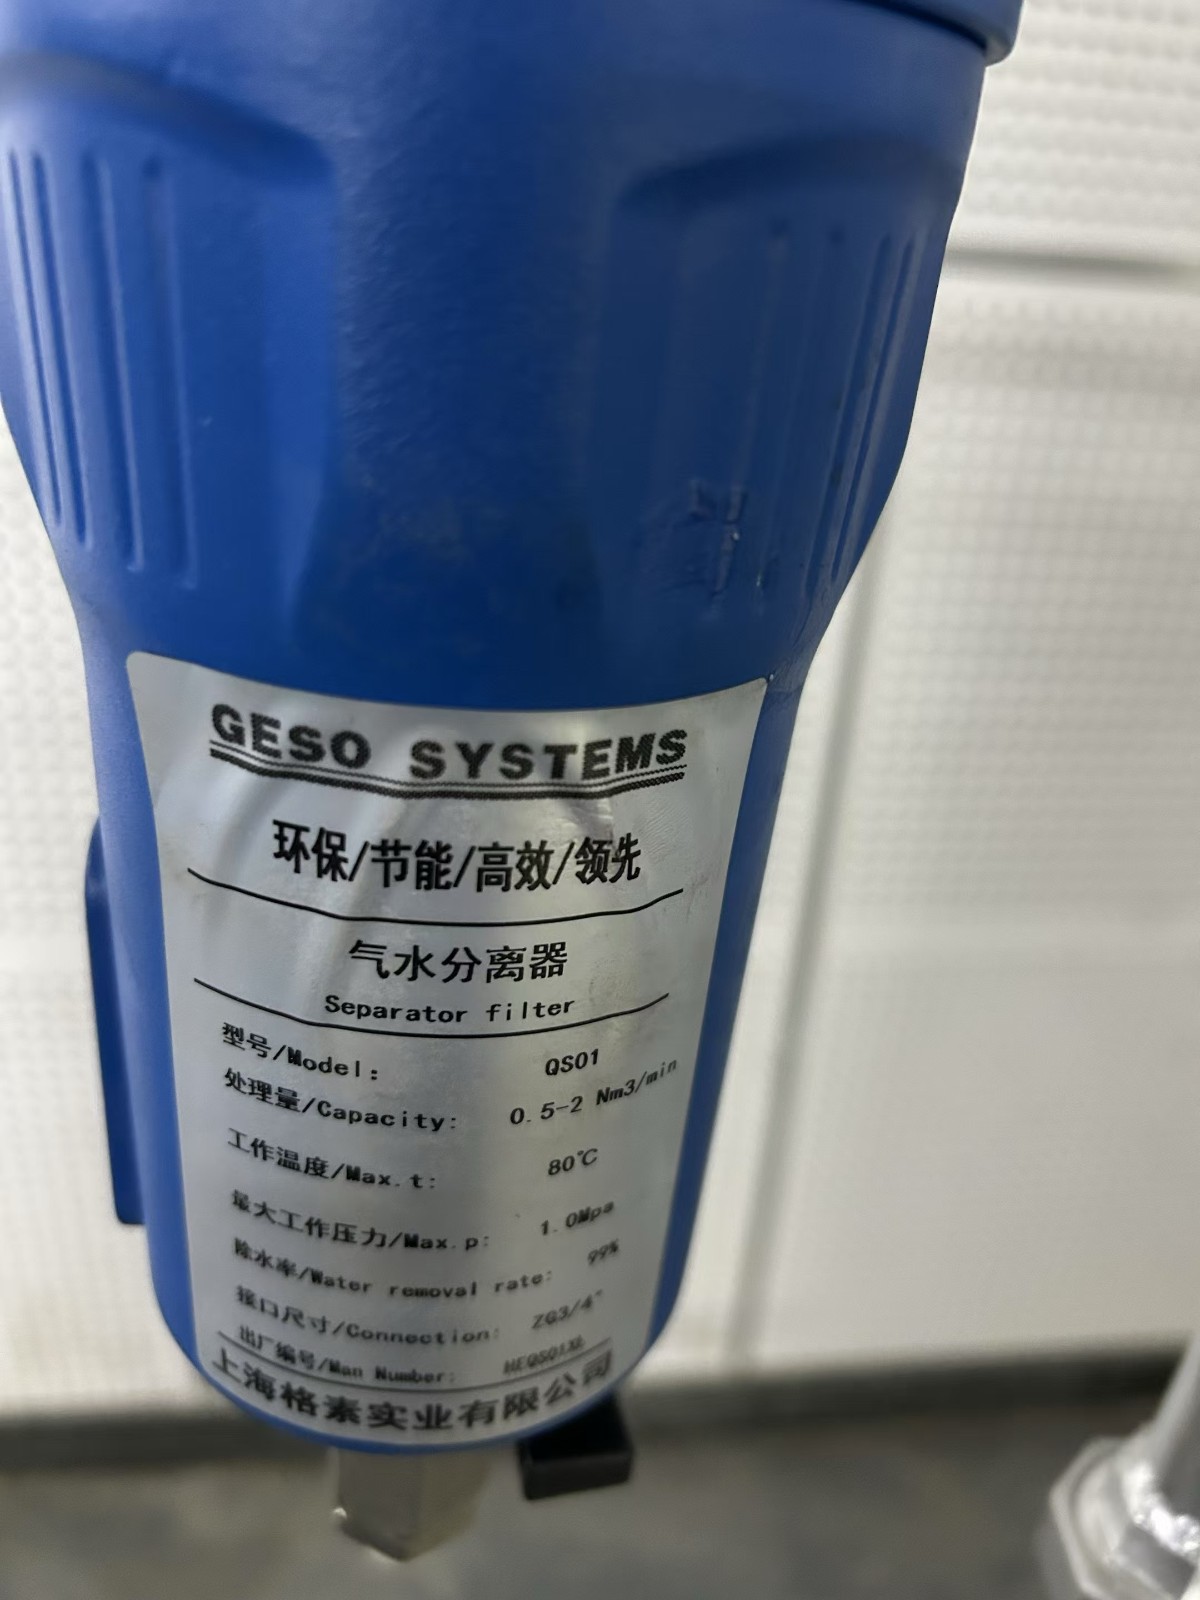 GESO SYSTEMS
环保/节能/高效/领先
气水分离器
Separator filter
型号/Model: QS01
处理量/Capacity: 0.5-2 Nm3/min
工作温度/Max.t: 80℃
最大工作压力/Max.p: 1.0Mpa
除水率/Water removal rate: 99%
接口尺寸/Connection: ZG3/4"
出厂编号/Man Number: HEQS01XL
上海格素实业有限公司